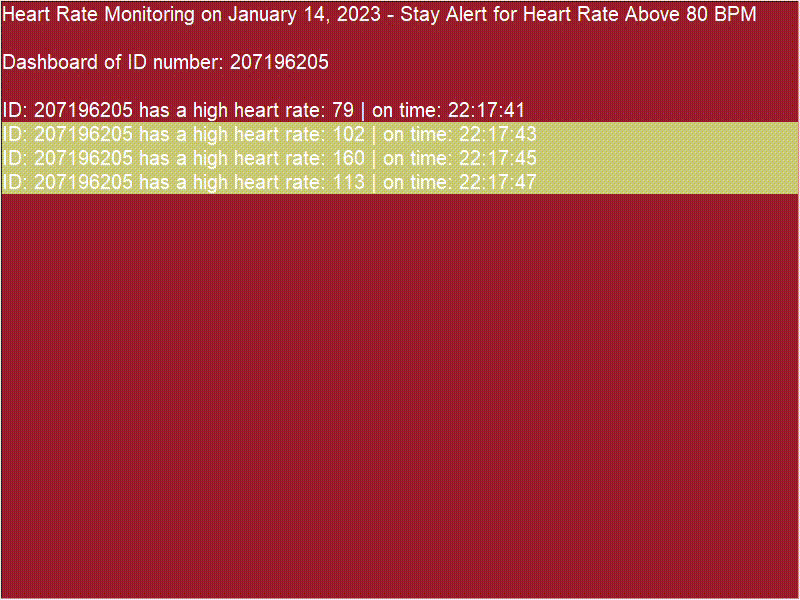 Heart Rate Monitoring on January 14, 2023 - Stay Alert for Heart Rate Above 80 BPM
Dashboard of ID number: 207196205
ID: 207196205 has a high heart rate: 79 | on time: 22:17:41
ID: 207196205 has a high heart rate: 102 | on time: 22:17:43
ID: 207196205 has a high heart rate: 160 | on time: 22:17:45
ID: 207196205 has a high heart rate: 113 | on time: 22:17:47